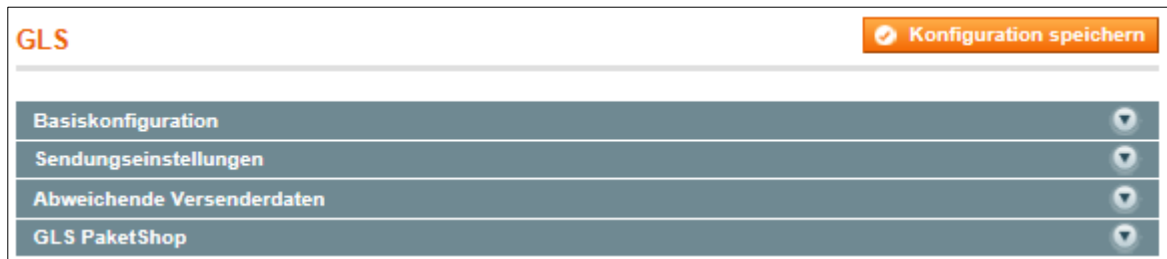 GLS
Konfiguration speichern
Basiskonfiguration
Sendungseinstellungen
Abweichende Versenderdaten
GLS PaketShop